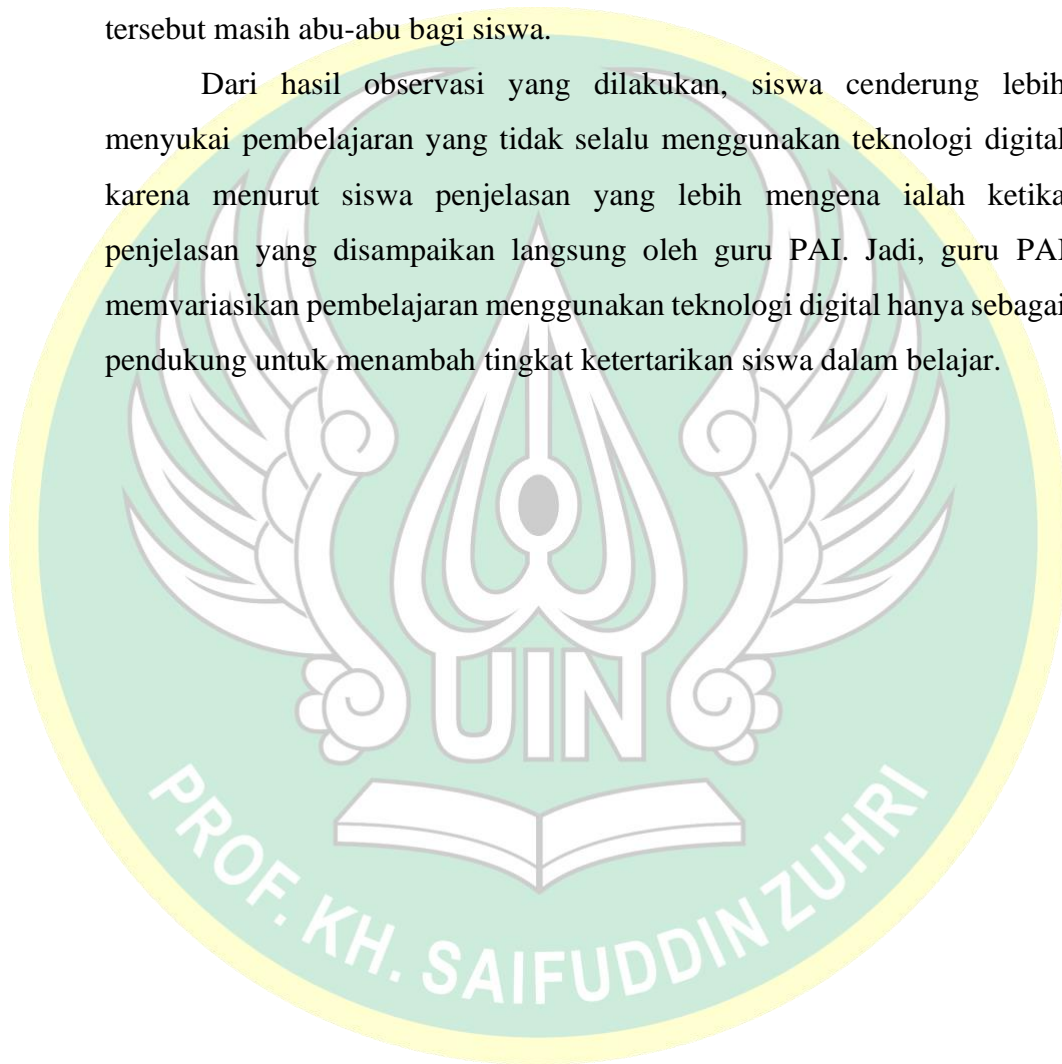 tersebut masih abu-abu bagi siswa.
Dari hasil observasi yang dilakukan, siswa cenderung lebih
menyukai pembelajaran yang tidak selalu menggunakan teknologi digital
karena menurut siswa penjelasan yang lebih mengena ialah ketika
penjelasan yang disampaikan langsung oleh guru PAI. Jadi, guru PAI
memvariasikan pembelajaran menggunakan teknologi digital hanya sebagai
pendukung untuk menambah tingkat ketertarikan siswa dalam belajar.
UIN
PROF. KH. SAIFUDDIN ZUHRI